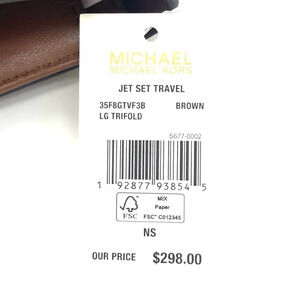 MICHAEL
MICHAEL KORS
JET SET TRAVEL
35F8GTVF3B BROWN
LG TRIFOLD
5677-0002
1 92877 93854 5
FSC
MIX
Paper
FSC® C012345
NS
OUR PRICE $298.00